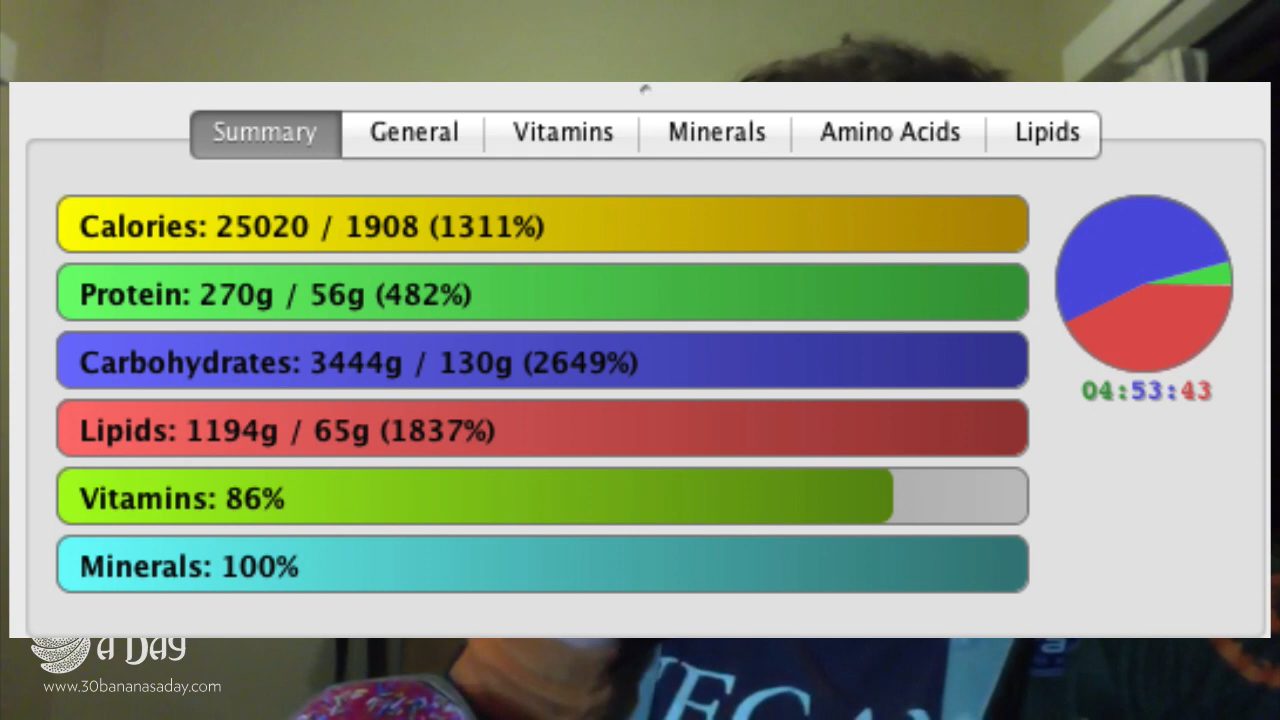 Summary General Vitamins Minerals Amino Acids Lipids
Calories: 25020 / 1908 (1311%)
Protein: 270g / 56g (482%)
Carbohydrates: 3444g / 130g (2649%)
04:53:43
Lipids: 1194g / 65g (1837%)
Vitamins: 86%
Minerals: 100%
a Day
www.30bananasaday.com